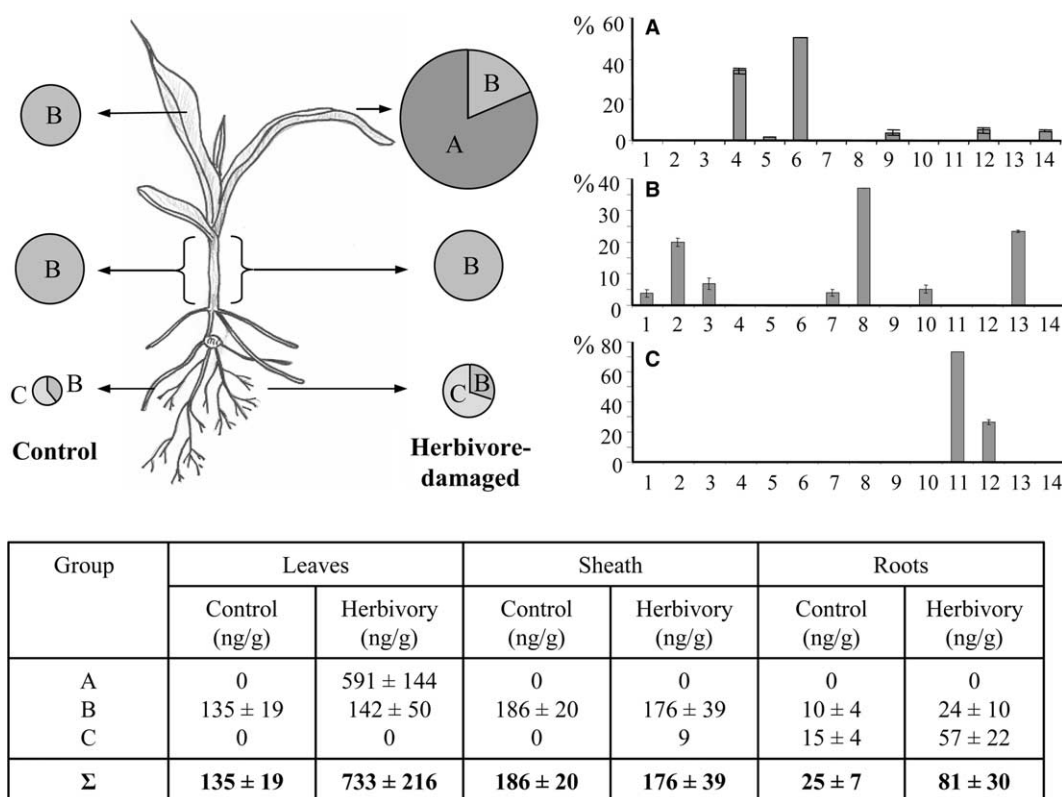 B
B
A
B
B
C B
C B
Control
Herbivore-
damaged
% 60
A
40
20
0
1 2 3 4 5 6 7 8 9 10 11 12 13 14
% 40
B
30
20
10
0
1 2 3 4 5 6 7 8 9 10 11 12 13 14
% 80
C
60
40
20
0
1 2 3 4 5 6 7 8 9 10 11 12 13 14
Group Leaves Sheath Roots
Control (ng/g) Herbivory (ng/g) Control (ng/g) Herbivory (ng/g) Control (ng/g) Herbivory (ng/g)
A 0 591 ± 144 0 0 0 0
B 135 ± 19 142 ± 50 186 ± 20 176 ± 39 10 ± 4 24 ± 10
C 0 0 0 9 15 ± 4 57 ± 22
Σ 135 ± 19 733 ± 216 186 ± 20 176 ± 39 25 ± 7 81 ± 30